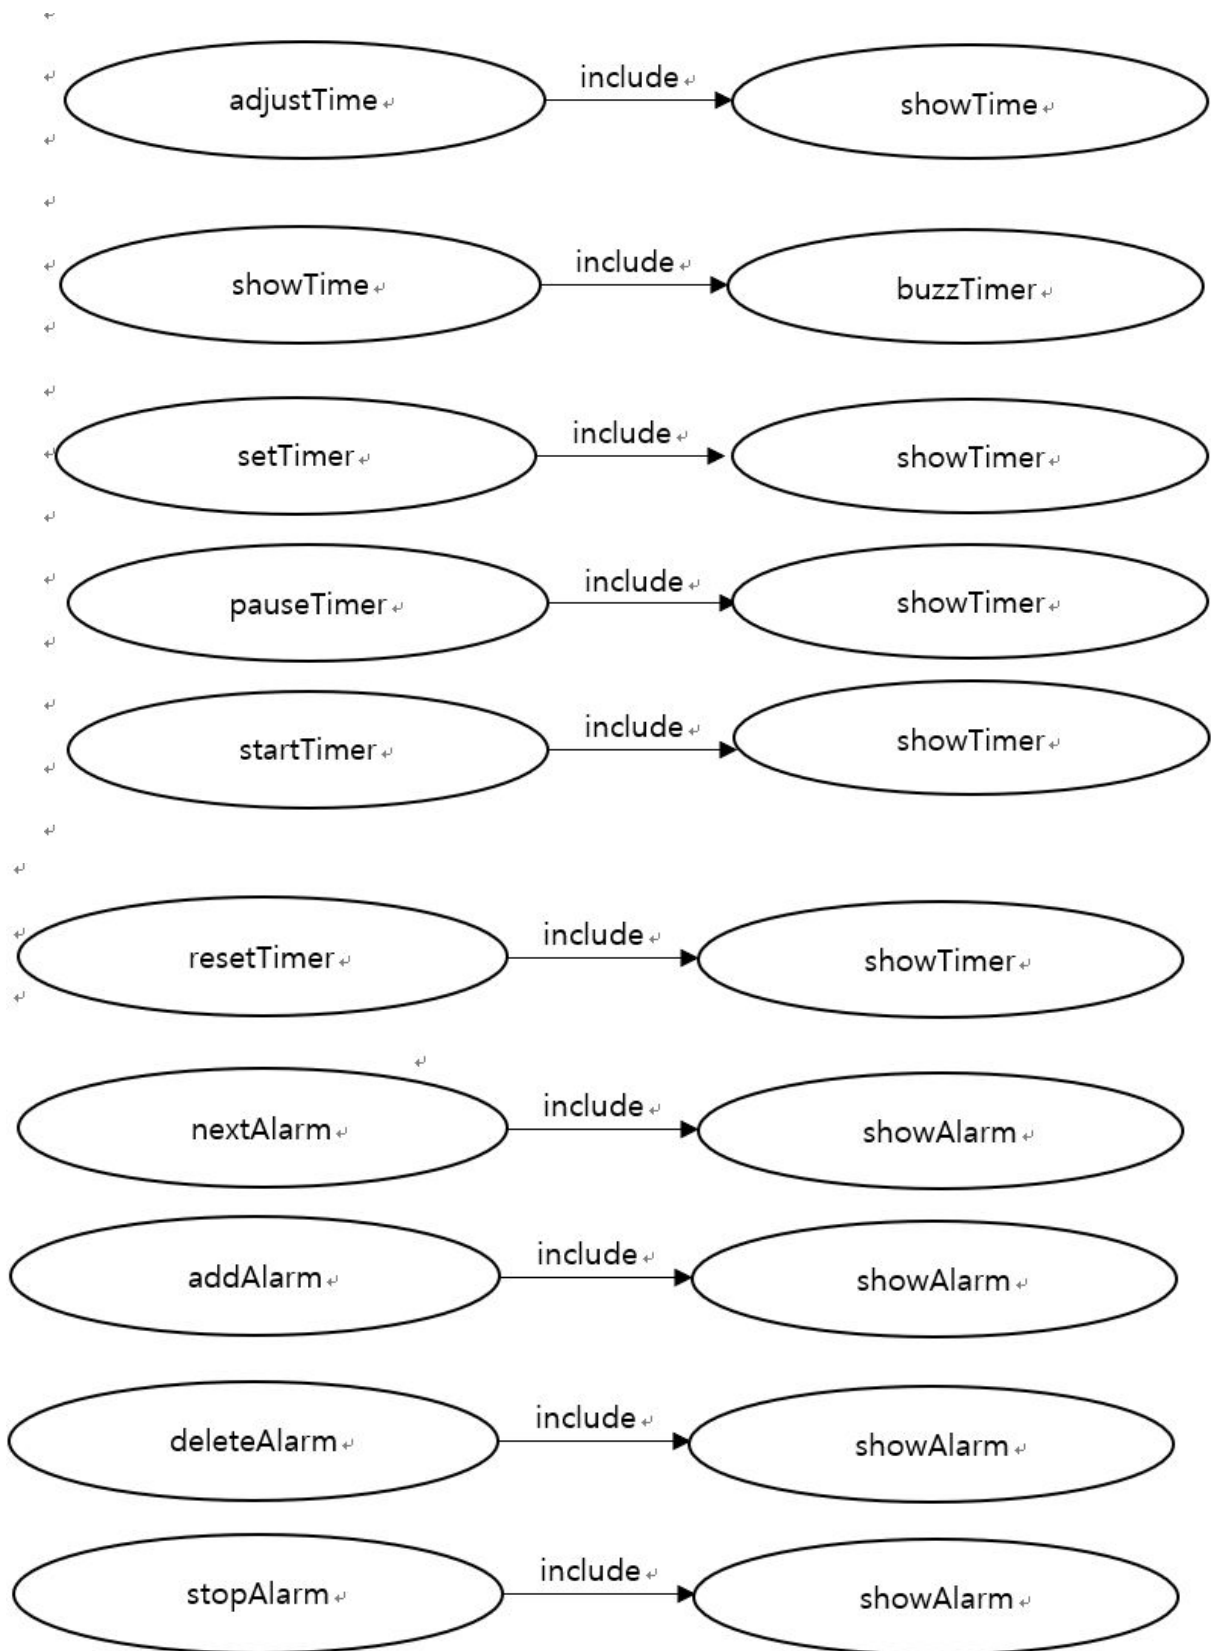 adjustTime include showTime
showTime include buzzTimer
setTimer include showTimer
pauseTimer include showTimer
startTimer include showTimer
resetTimer include showTimer
nextAlarm include showAlarm
addAlarm include showAlarm
deleteAlarm include showAlarm
stopAlarm include showAlarm